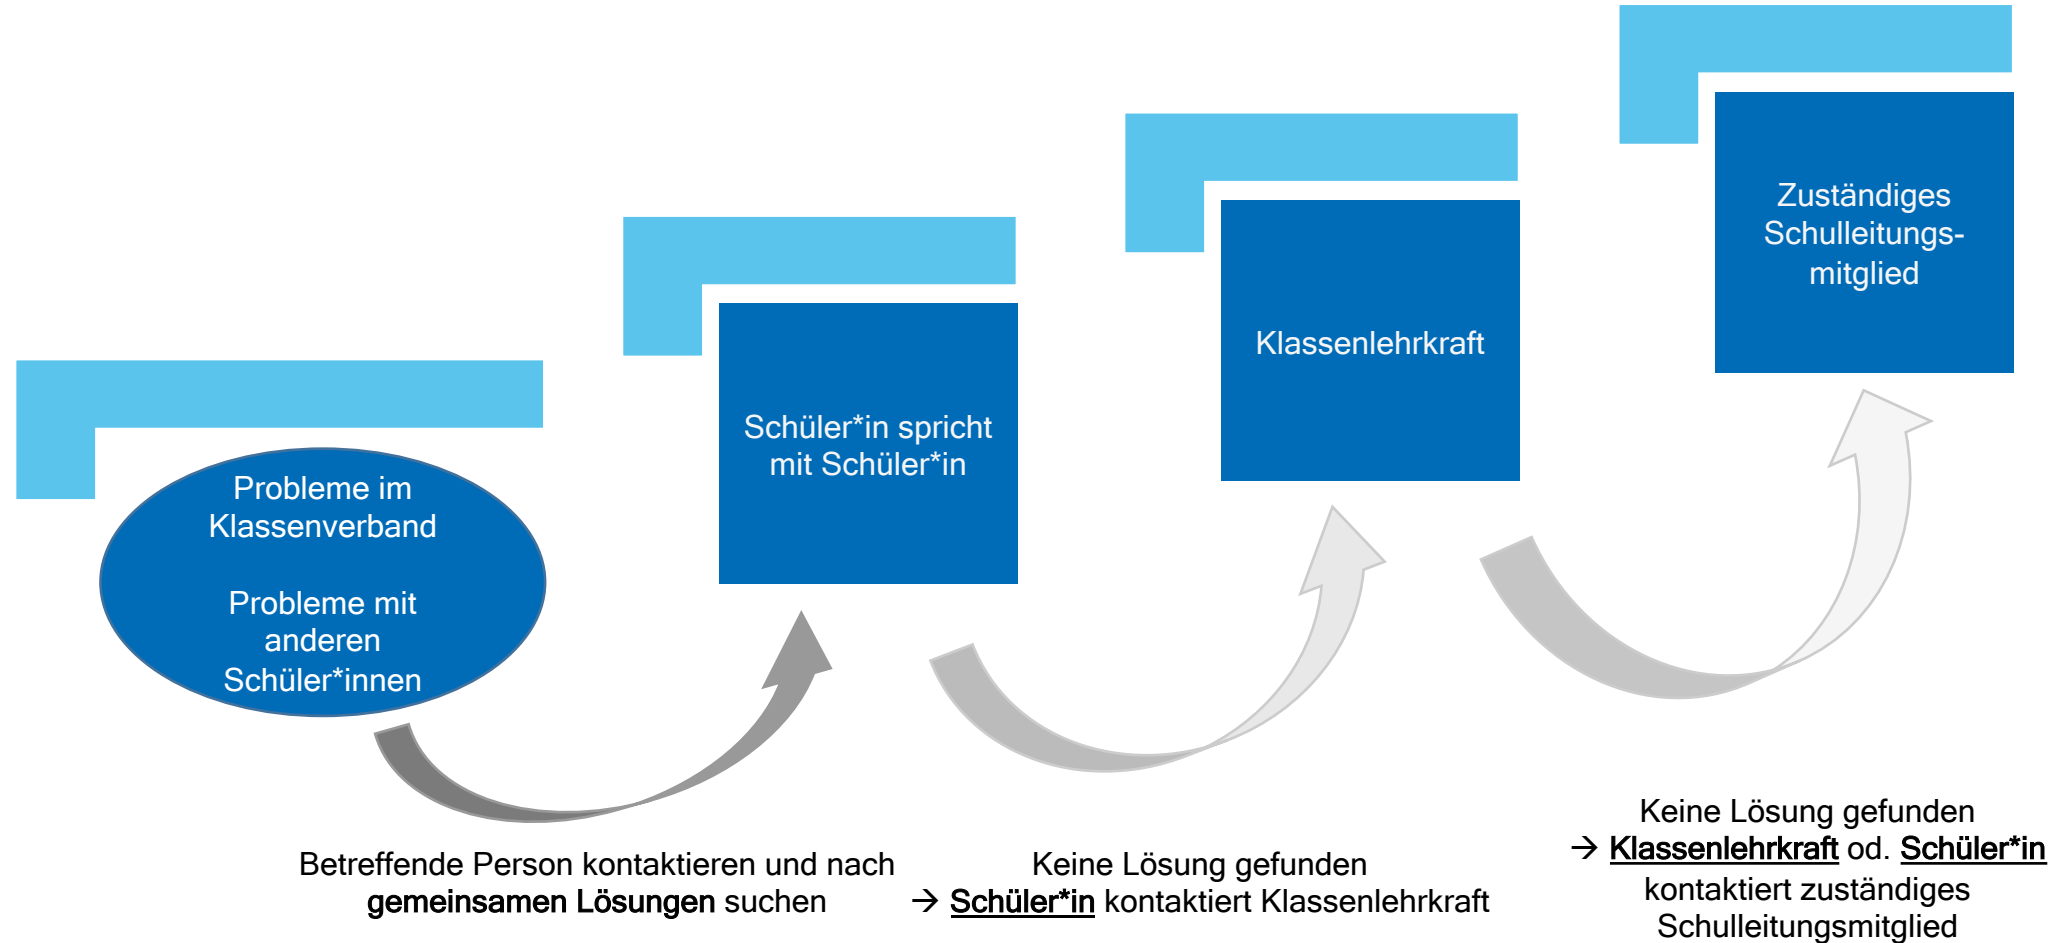 Probleme im
Klassenverband
Probleme mit
anderen
Schüler*innen
Schüler*in spricht
mit Schüler*in
Klassenlehrkraft
Zuständiges
Schulleitungs-
mitglied
Betreffende Person kontaktieren und nach
gemeinsamen Lösungen suchen
Keine Lösung gefunden
→ Schüler*in kontaktiert Klassenlehrkraft
Keine Lösung gefunden
→ Klassenlehrkraft od. Schüler*in
kontaktiert zuständiges
Schulleitungsmitglied